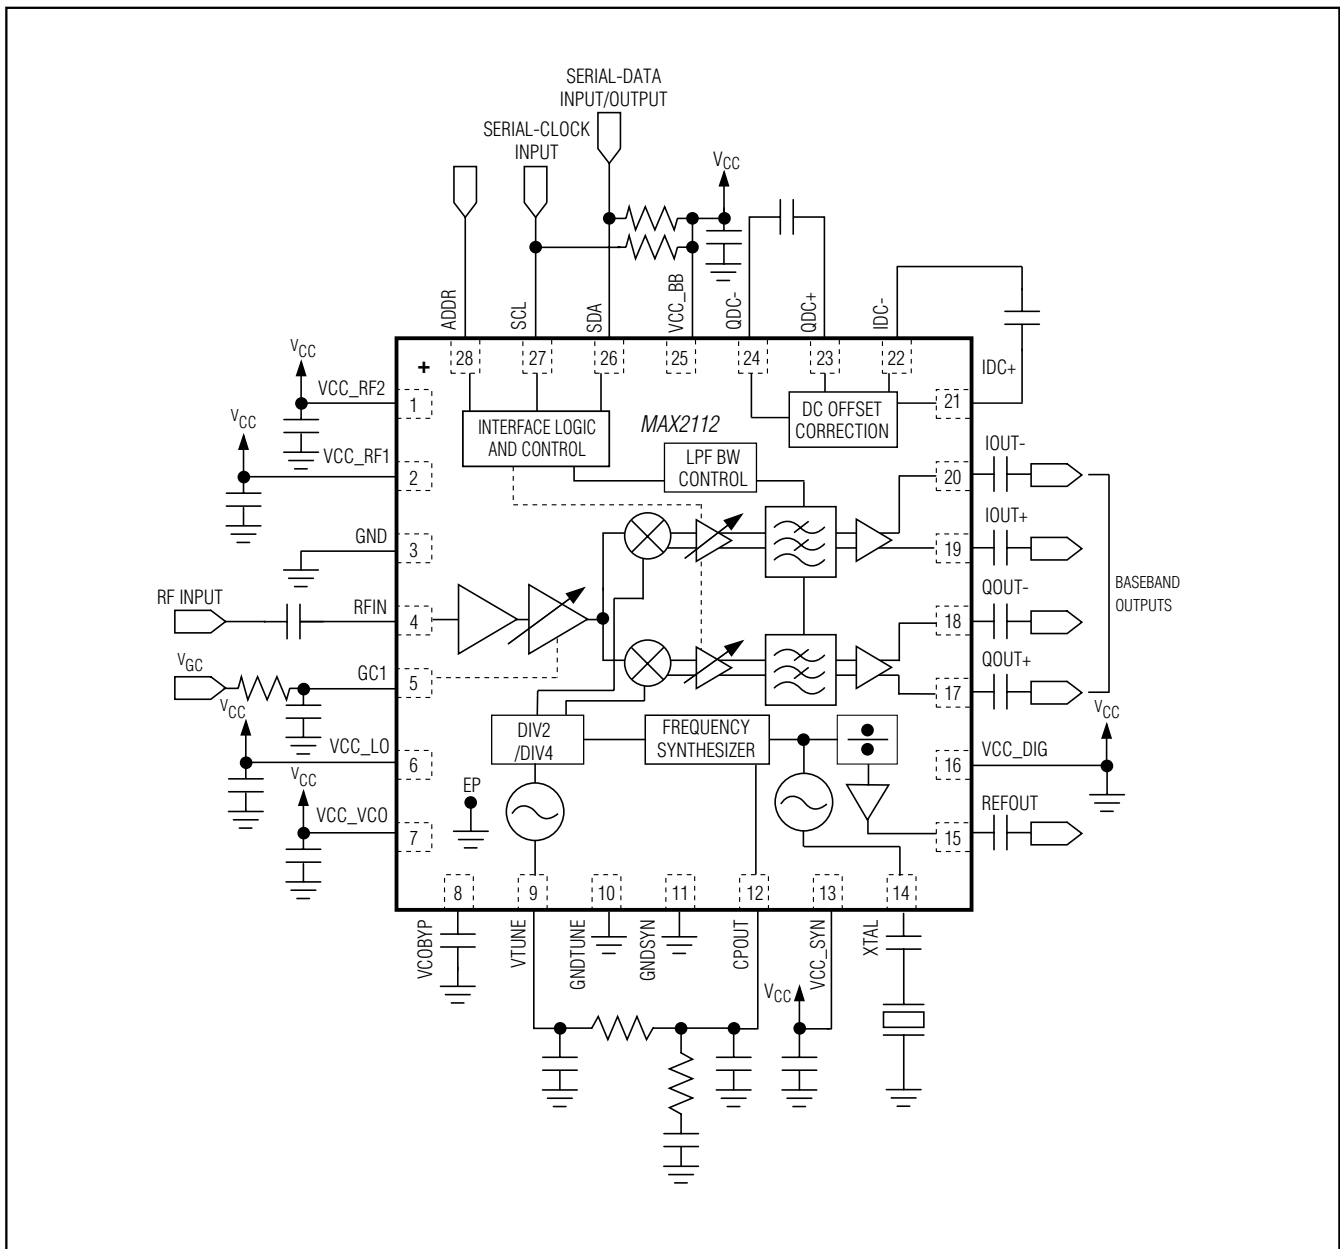 SERIAL-DATA
INPUT/OUTPUT
SERIAL-CLOCK
INPUT
VCC
ADDR
SCL
SDA
VCC_BB
QDC-
QDC+
IDC-
28
27
26
25
24
23
22
+
VCC
VCC_RF2
1
VCC
VCC_RF1
2
GND
3
RF INPUT
RFIN
4
VGC
GC1
5
VCC
VCC_LO
6
VCC
VCC_VCO
7
INTERFACE LOGIC
AND CONTROL
MAX2112
LPF BW
CONTROL
DC OFFSET
CORRECTION
IDC+
21
IOUT-
20
IOUT+
19
QOUT-
18
QOUT+
17
BASEBAND
OUTPUTS
VCC
VCC_DIG
16
REFOUT
15
DIV2
/DIV4
FREQUENCY
SYNTHESIZER
EP
8
9
10
11
12
13
14
VCOBYP
VTUNE
GNDTUNE
GNDSYN
CPOUT
VCC_SYN
XTAL
VCC